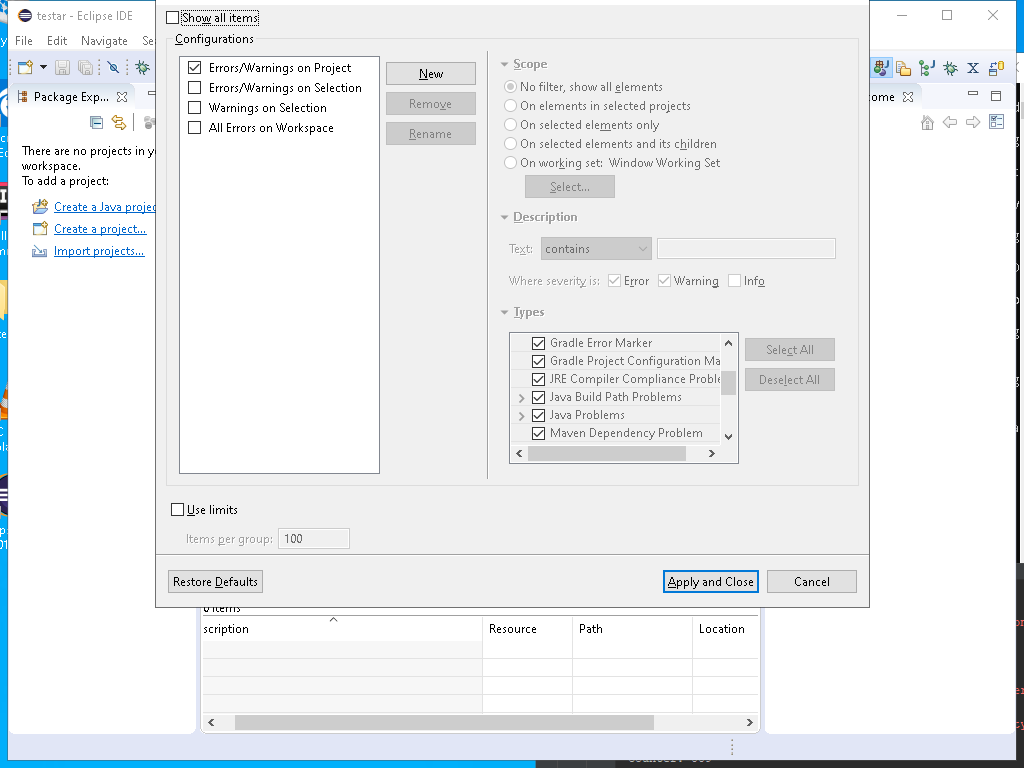 testar - Eclipse IDE
File Edit Navigate
Package Exp...
There are no projects in
workspace.
To add a project:
Create a Java
Create a project...
Import projects...
Show all items
Configurations
Errors/Warnings on Project
Errors/Warnings on Selection
Warnings on Selection
All Errors on Workspace
New
Remove
Rename
Scope
No filter, show all elements
On elements in selected projects
On selected elements only
On selected elements and its children
On working set: Window Working Set
Select...
Description
Text: contains
Where severity is: Error Warning Info
Types
Gradle Error Marker
Gradle Project Configuration Ma
JRE Compiler Compliance Proble
Java Build Path Problems
Java Problems
Maven Dependency Problem
Select All
Deselect All
Use limits
Items per group: 100
Restore Defaults
Apply and Close
Cancel
0 items
scription Resource Path Location
ome